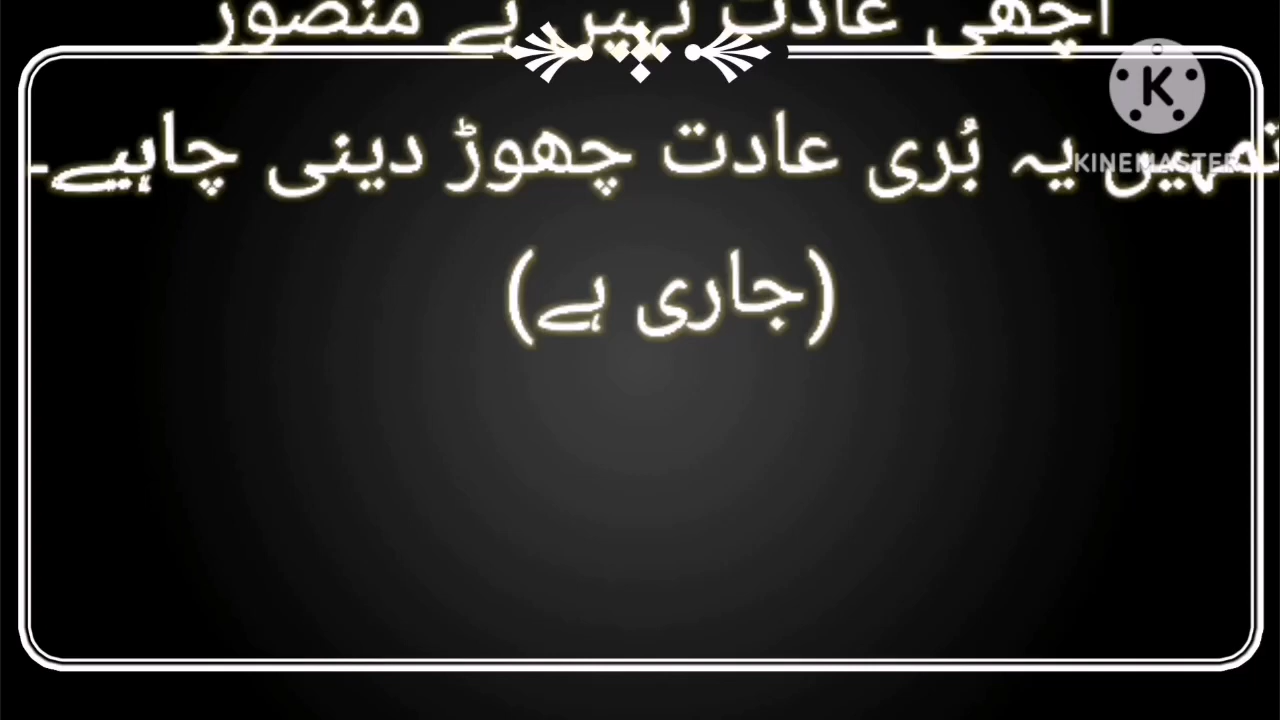 اچھی عادت نہیں ہے منصور
تمہیں یہ بُری عادت چھوڑ دینی چاہیے۔
(جاری ہے)
K
KINEMASTER